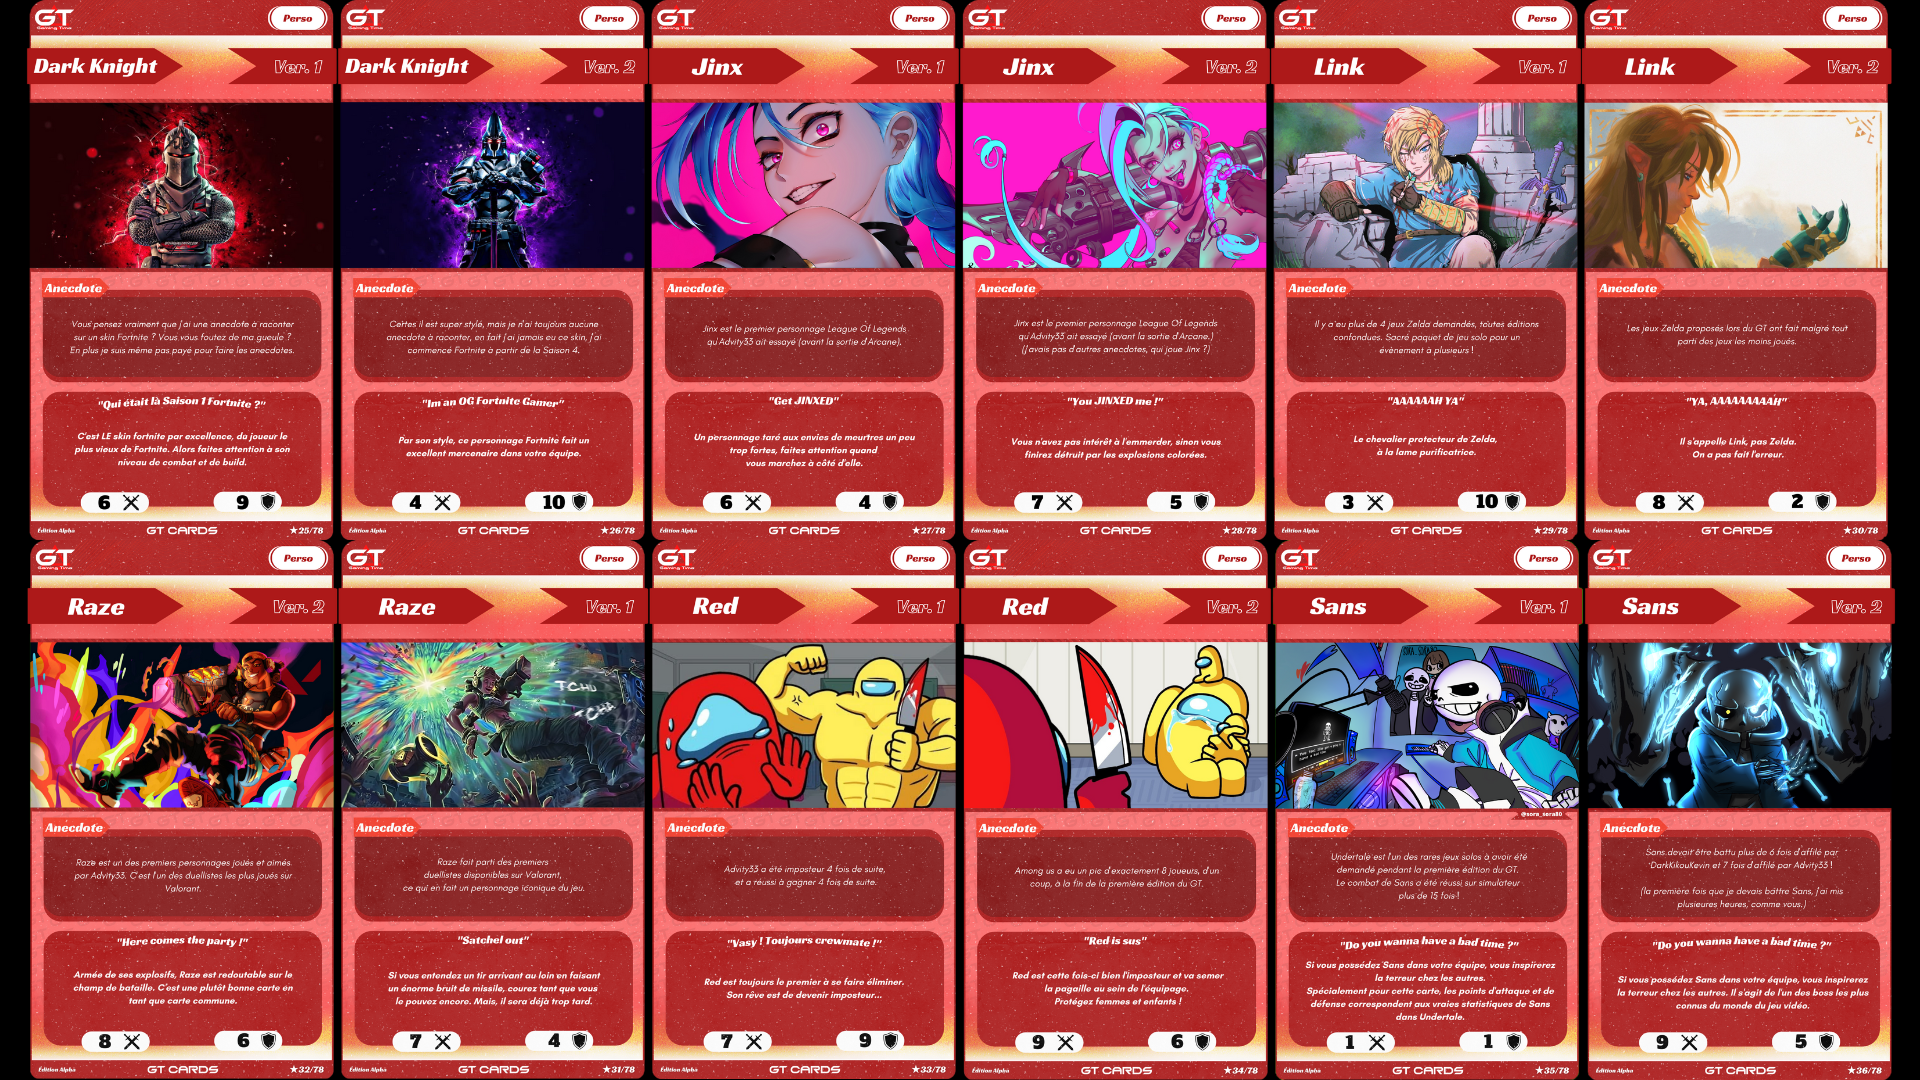 GT
Gaming Time
Perso
Dark Knight
Ver. 1
Anecdote
Vous pensez vraiment que j'ai une anecdote à raconter
sur un skin Fortnite ? Vous vous foutez de ma gueule ?
En plus je suis même pas payé pour faire les anecdotes.
"Qui était là Saison 1 Fortnite ?"
C'est LE skin fortnite par excellence, du joueur le
plus vieux de Fortnite. Alors faites attention à son
niveau de combat et de build.
6
9
Édition Alpha
GT CARDS
★25/78
GT
Gaming Time
Perso
Dark Knight
Ver. 2
Anecdote
Certes il est super stylé, mais je n'ai toujours aucune
anecdote à raconter, en fait j'ai jamais eu ce skin, j'ai
commencé Fortnite à partir de la Saison 4.
"Im an OG Fortnite Gamer"
Par son style, ce personnage Fortnite fait un
excellent mercenaire dans votre équipe.
4
10
Édition Alpha
GT CARDS
★26/78
GT
Gaming Time
Perso
Jinx
Ver. 1
Anecdote
Jinx est le premier personnage League Of Legends
qu'Advity33 ait essayé (avant la sortie d'Arcane).
"Get JINXED"
Un personnage taré aux envies de meurtres un peu
trop fortes, faites attention quand
vous marchez à côté d'elle.
6
4
Édition Alpha
GT CARDS
★27/78
GT
Gaming Time
Perso
Jinx
Ver. 2
Anecdote
Jinx est le premier personnage League Of Legends
qu'Advity33 ait essayé (avant la sortie d'Arcane.)
(J'avais pas d'autres anecdotes, qui joue Jinx ?)
"You JINXED me !"
Vous n'avez pas intérêt à l'emmerder, sinon vous
finirez détruit par les explosions colorées.
7
5
Édition Alpha
GT CARDS
★28/78
GT
Gaming Time
Perso
Link
Ver. 1
Anecdote
Il y a eu plus de 4 jeux Zelda demandés, toutes éditions
confondues. Sacré paquet de jeu solo pour un
évènement à plusieurs !
"AAAAAAH YA"
Le chevalier protecteur de Zelda,
à la lame purificatrice.
3
10
Édition Alpha
GT CARDS
★29/78
GT
Gaming Time
Perso
Link
Ver. 2
Anecdote
Les jeux Zelda proposés lors du GT ont fait malgré tout
parti des jeux les moins joués.
"YA, AAAAAAAAAH"
Il s'appelle Link, pas Zelda.
On a pas fait l'erreur.
8
2
Édition Alpha
GT CARDS
★30/78
GT
Gaming Time
Perso
Raze
Ver. 2
Anecdote
Raze est un des premiers personnages joués et aimés
par Advity33. C'est l'un des duellistes les plus joués sur
Valorant.
"Here comes the party !"
Armée de ses explosifs, Raze est redoutable sur le
champ de bataille. C'est une plutôt bonne carte en
tant que carte commune.
8
6
Édition Alpha
GT CARDS
★32/78
GT
Gaming Time
Perso
Raze
Ver. 1
TCHU
TCHA
Anecdote
Raze fait parti des premiers
duellistes disponibles sur Valorant,
ce qui en fait un personnage iconique du jeu.
"Satchel out"
Si vous entendez un tir arrivant au loin en faisant
un énorme bruit de missile, courez tant que vous
le pouvez encore. Mais, il sera déjà trop tard.
7
4
Édition Alpha
GT CARDS
★31/78
GT
Gaming Time
Perso
Red
Ver. 1
Anecdote
Advity33 a été imposteur 4 fois de suite,
et a réussi à gagner 4 fois de suite.
"Vasy ! Toujours crewmate !"
Red est toujours le premier à se faire éliminer.
Son rêve est de devenir imposteur...
7
9
Édition Alpha
GT CARDS
★33/78
GT
Gaming Time
Perso
Red
Ver. 2
Anecdote
Among us a eu un pic d'exactement 8 joueurs, d'un
coup, à la fin de la première édition du GT.
"Red is sus"
Red est cette fois-ci bien l'imposteur et va semer
la pagaille au sein de l'équipage.
Protégez femmes et enfants !
9
6
Édition Alpha
GT CARDS
★34/78
GT
Gaming Time
Perso
Sans
Ver. 1
@sora_sora80
Anecdote
Undertale est l'un des rares jeux solos à avoir été
demandé pendant la première édition du GT.
Le combat de Sans a été réussi sur simulateur
plus de 15 fois !
"Do you wanna have a bad time ?"
Si vous possédez Sans dans votre équipe, vous inspirerez
la terreur chez les autres.
Spécialement pour cette carte, les points d'attaque et de
défense correspondent aux vraies statistiques de Sans
dans Undertale.
1
1
Édition Alpha
GT CARDS
★35/78
GT
Gaming Time
Perso
Sans
Ver. 2
Anecdote
Sans devait être battu plus de 6 fois d'affilé par
DarkKikouKevin et 7 fois d'affilé par Advity33 !
(la première fois que je devais battre Sans, j'ai mis
plusieures heures, comme vous.)
"Do you wanna have a bad time ?"
Si vous possédez Sans dans votre équipe, vous inspirerez
la terreur chez les autres. Il s'agit de l'un des boss les plus
connus du monde du jeu vidéo.
9
5
Édition Alpha
GT CARDS
★36/78